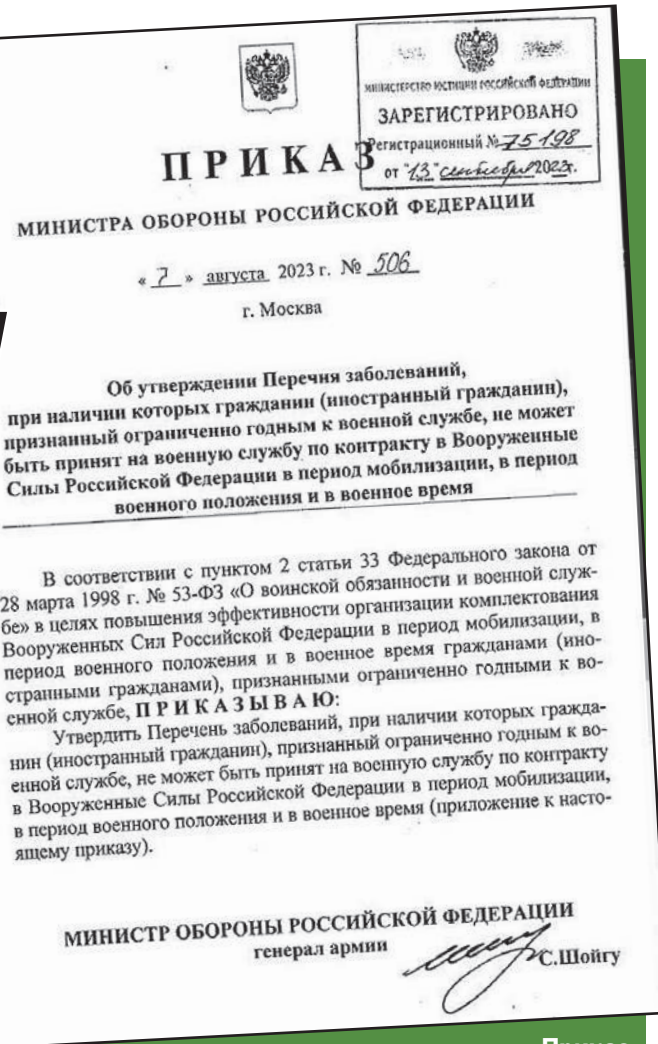 МИНИСТЕРСТВО ЮСТИЦИИ РОССИЙСКОЙ ФЕДЕРАЦИИ
ЗАРЕГИСТРИРОВАНО
Регистрационный № 75198
от "13" сентября 2023г.
ПРИКАЗ
МИНИСТРА ОБОРОНЫ РОССИЙСКОЙ ФЕДЕРАЦИИ
« 7 » августа 2023 г. № 506
г. Москва
Об утверждении Перечня заболеваний,
при наличии которых гражданин (иностранный гражданин),
признанный ограниченно годным к военной службе, не может
быть принят на военную службу по контракту в Вооруженные
Силы Российской Федерации в период мобилизации, в период
военного положения и в военное время
В соответствии с пунктом 2 статьи 33 Федерального закона от
28 марта 1998 г. № 53-ФЗ «О воинской обязанности и военной служ-
бе» в целях повышения эффективности организации комплектования
Вооруженных Сил Российской Федерации в период мобилизации, в
период военного положения и в военное время гражданами (ино-
странными гражданами), признанными ограниченно годными к во-
енной службе, П Р И К А З Ы В А Ю:
Утвердить Перечень заболеваний, при наличии которых гражда-
нин (иностранный гражданин), признанный ограниченно годным к во-
енной службе, не может быть принят на военную службу по контракту
в Вооруженные Силы Российской Федерации в период мобилизации,
в период военного положения и в военное время (приложение к насто-
ящему приказу).
МИНИСТР ОБОРОНЫ РОССИЙСКОЙ ФЕДЕРАЦИИ
генерал армии
С.Шойгу